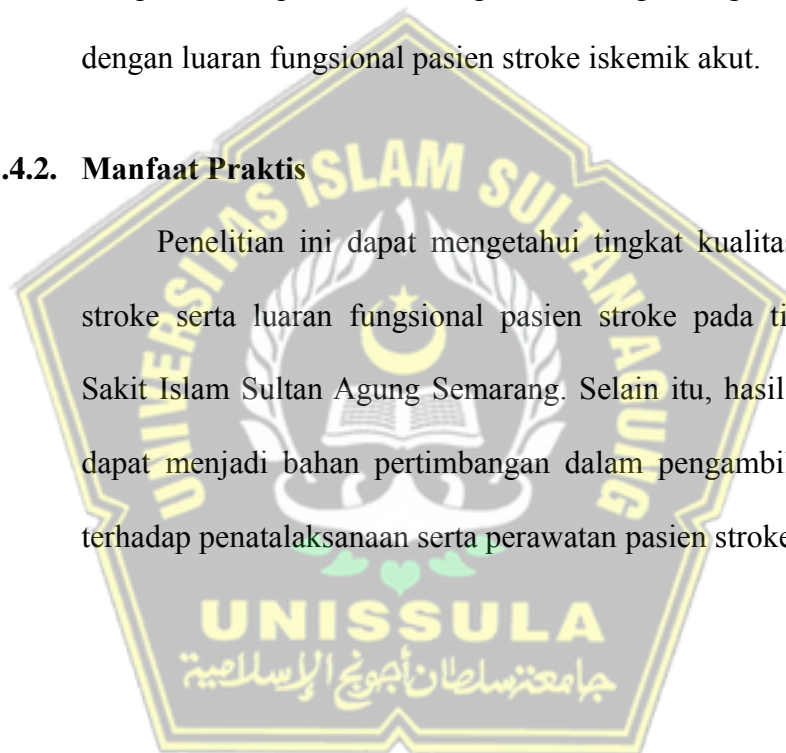 dengan luaran fungsional pasien stroke iskemik akut.
.4.2. Manfaat Praktis
Penelitian ini dapat mengetahui tingkat kualitas
stroke serta luaran fungsional pasien stroke pada ti
Sakit Islam Sultan Agung Semarang. Selain itu, hasil
dapat menjadi bahan pertimbangan dalam pengambil
terhadap penatalaksanaan serta perawatan pasien stroke
UNIVERSITAS ISLAM SULTAN AGUNG
UNISSULA
جامعة سلطان أجونج الإسلامية